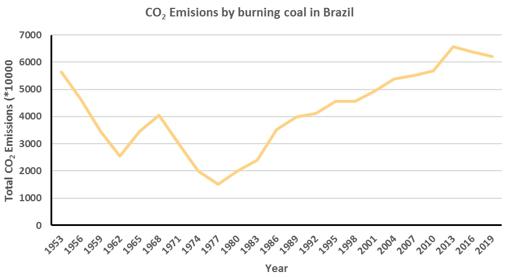 CO₂ Emisions by burning coal in Brazil
Total CO₂ Emissions (*10000
7000
6000
5000
4000
3000
2000
1000
0
1953 1956 1959 1962 1965 1968 1971 1974 1977 1980 1983 1986 1989 1992 1995 1998 2001 2004 2007 2010 2013 2016 2019
Year